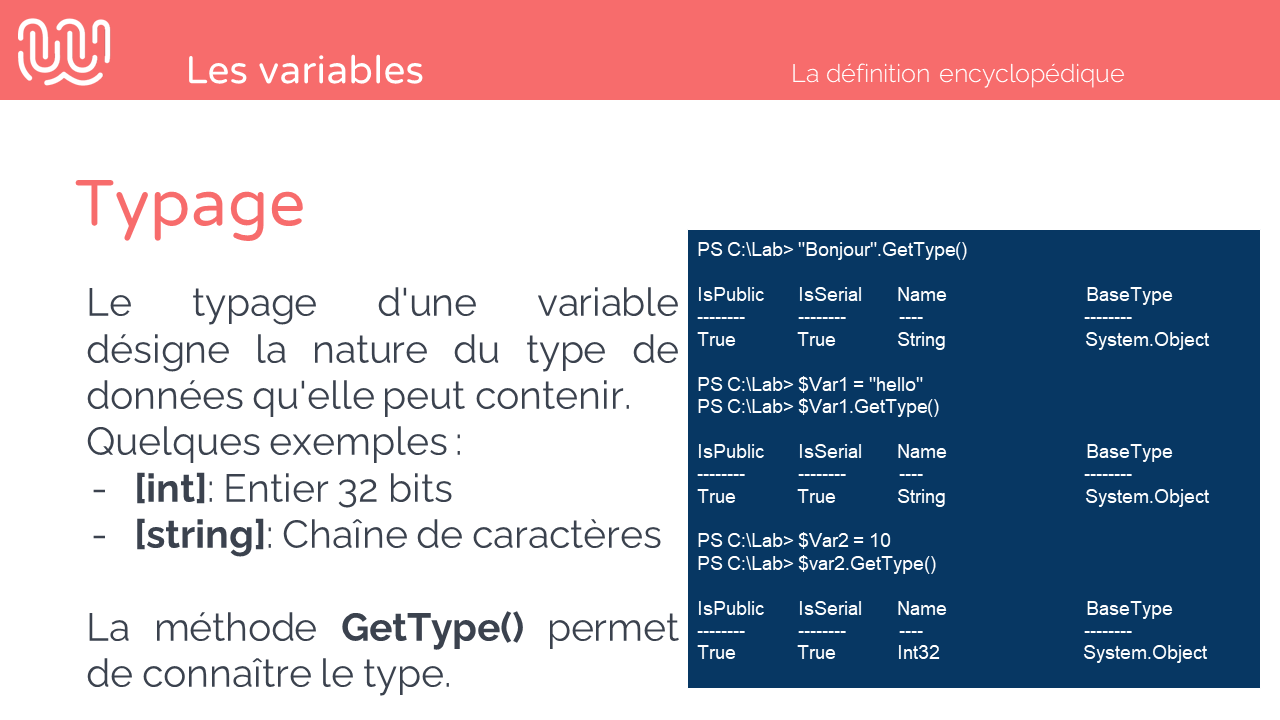 Les variables
La définition encyclopédique
Typage
Le typage d'une variable
désigne la nature du type de
données qu'elle peut contenir.
Quelques exemples :
- [int]: Entier 32 bits
- [string]: Chaîne de caractères
La méthode GetType() permet
de connaître le type.
PS C:\Lab> "Bonjour".GetType()
IsPublic IsSerial Name BaseType
-------- -------- ---- --------
True True String System.Object
PS C:\Lab> $Var1 = "hello"
PS C:\Lab> $Var1.GetType()
IsPublic IsSerial Name BaseType
-------- -------- ---- --------
True True String System.Object
PS C:\Lab> $Var2 = 10
PS C:\Lab> $var2.GetType()
IsPublic IsSerial Name BaseType
-------- -------- ---- --------
True True Int32 System.Object